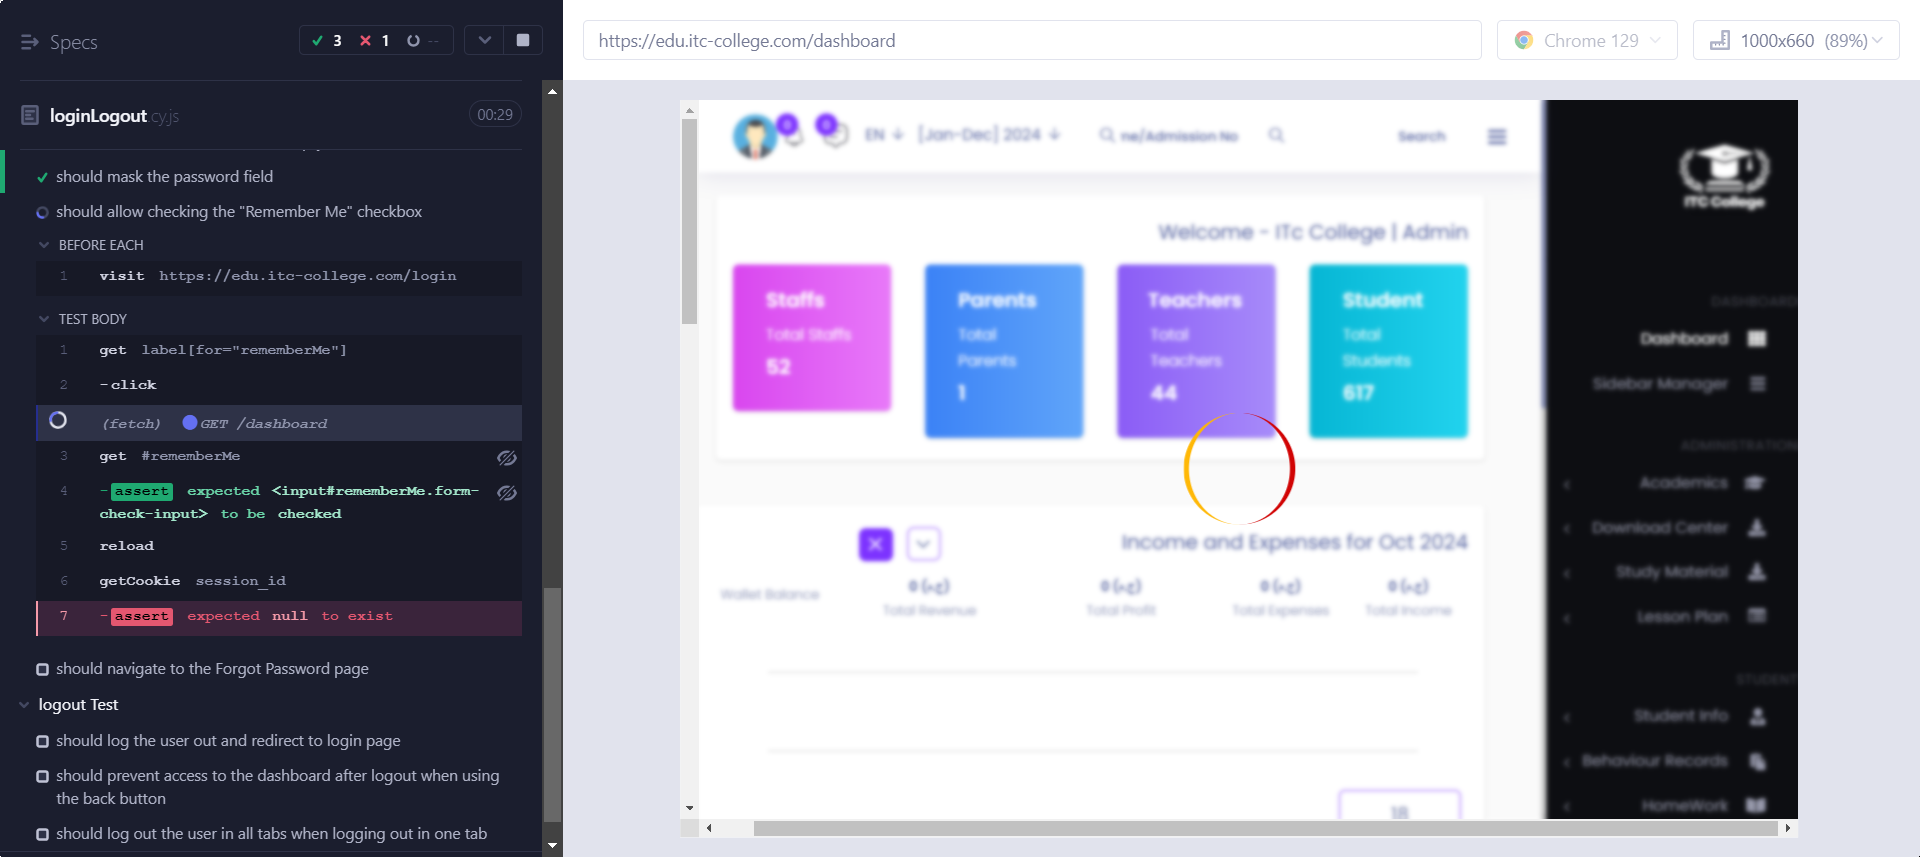 Specs
3
1
--
https://edu.itc-college.com/dashboard
Chrome 129
1000x660 (89%)
loginLogout.cy.js
00:29
should mask the password field
should allow checking the "Remember Me" checkbox
BEFORE EACH
1 visit https://edu.itc-college.com/login
TEST BODY
1 get label[for="rememberMe"]
2 -click
(fetch) GET /dashboard
3 get #rememberMe
4 -assert expected <input#rememberMe.form-
check-input> to be checked
5 reload
6 getCookie session_id
7 -assert expected null to exist
should navigate to the Forgot Password page
logout Test
should log the user out and redirect to login page
should prevent access to the dashboard after logout when using
the back button
should log out the user in all tabs when logging out in one tab
0
0
EN
[Jan-Dec] 2024
ne/Admission No
Search
ITC College
Welcome - ITc College | Admin
Staffs
Total Staffs
52
Parents
Total
Parents
1
Teachers
Total
Teachers
44
Student
Total
Students
617
Income and Expenses for Oct 2024
Wallet Balance
Total Revenue
Total Profit
Total Expenses
Total Income
18
DASHBOARD
Dashboard
Sidebar Manager
ADMINISTRATION
Academics
Download Center
Study Material
Lesson Plan
STUDENT
Student Info
Behaviour Records
HomeWork